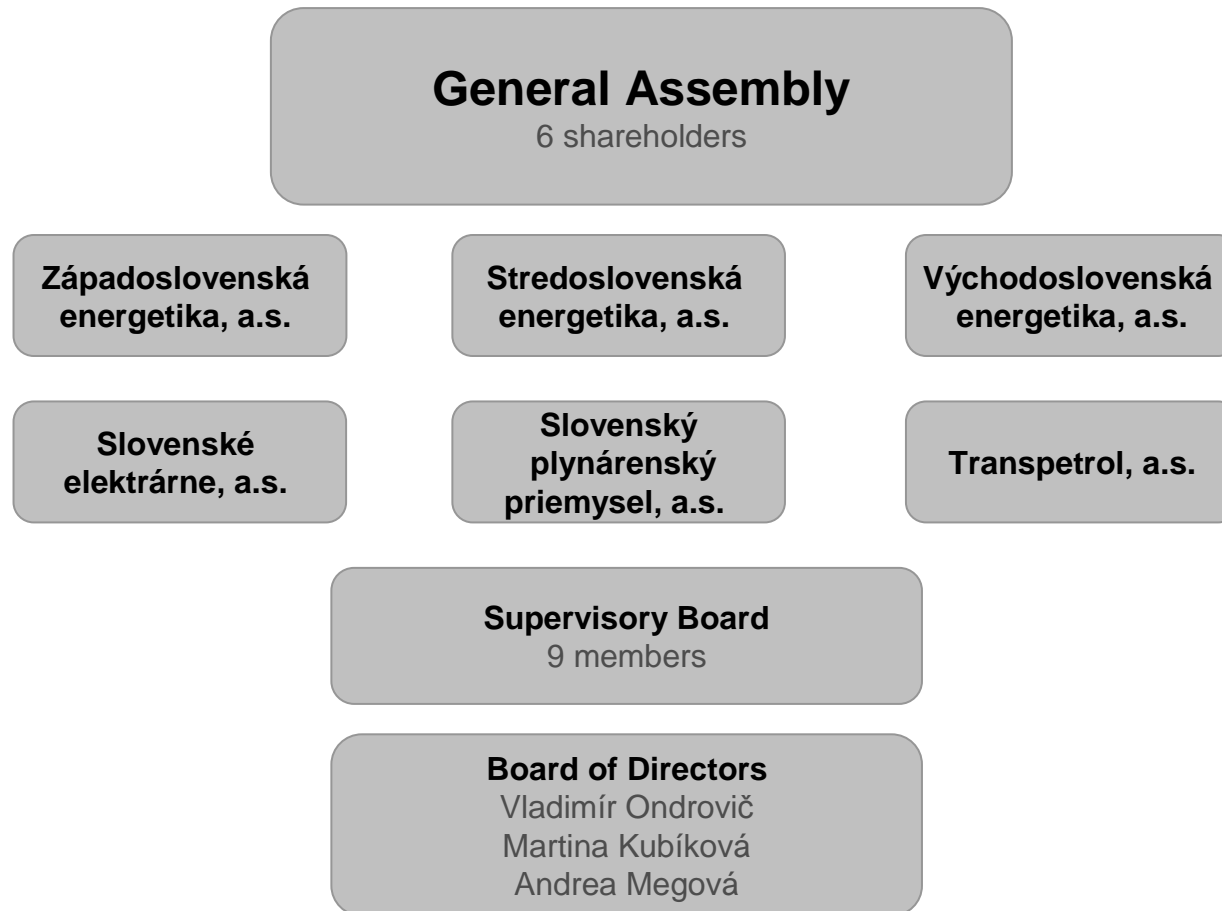 General Assembly
6 shareholders
Západoslovenská
energetika, a.s.
Stredoslovenská
energetika, a.s.
Východoslovenská
energetika, a.s.
Slovenské
elektrárne, a.s.
Slovenský
plynárenský
priemysel, a.s.
Transpetrol, a.s.
Supervisory Board
9 members
Board of Directors
Vladimír Ondrovič
Martina Kubíková
Andrea Megová